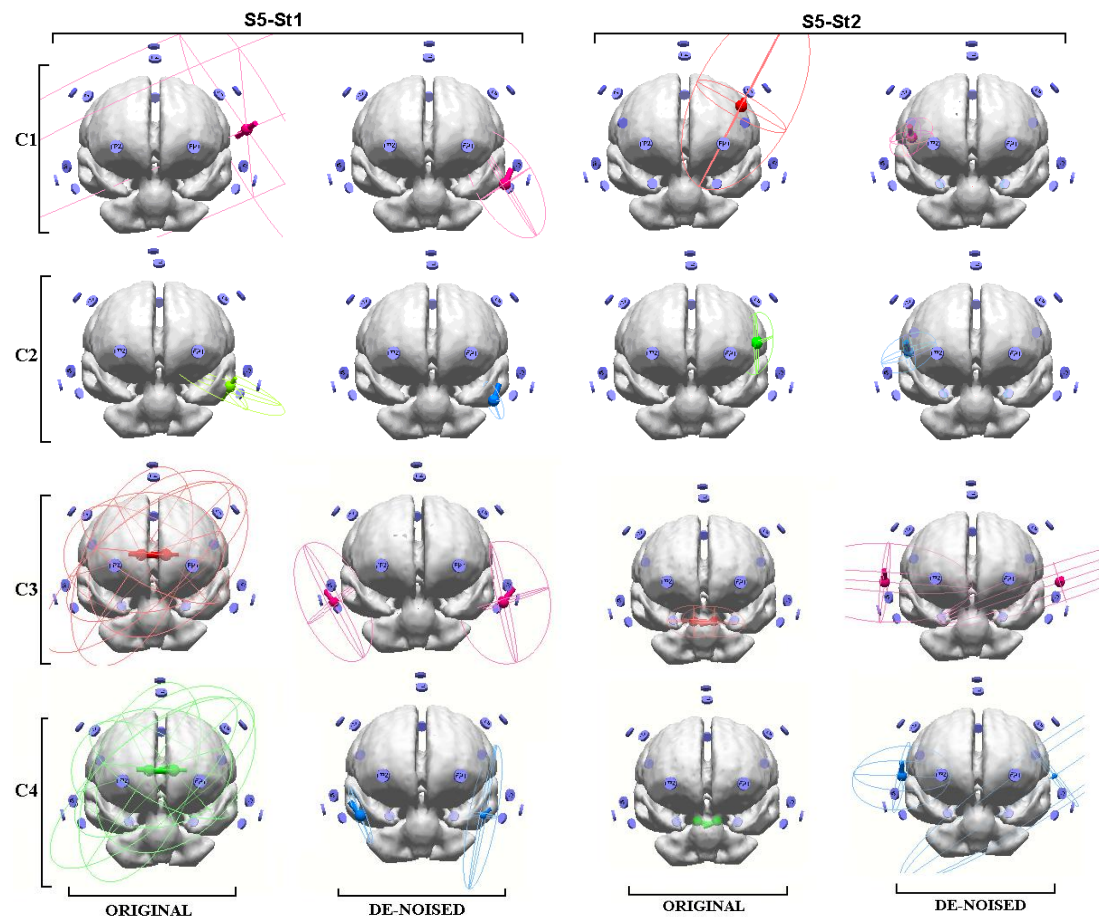 S5-St1
S5-St2
C1
C2
C3
C4
ORIGINAL
DE-NOISED
ORIGINAL
DE-NOISED